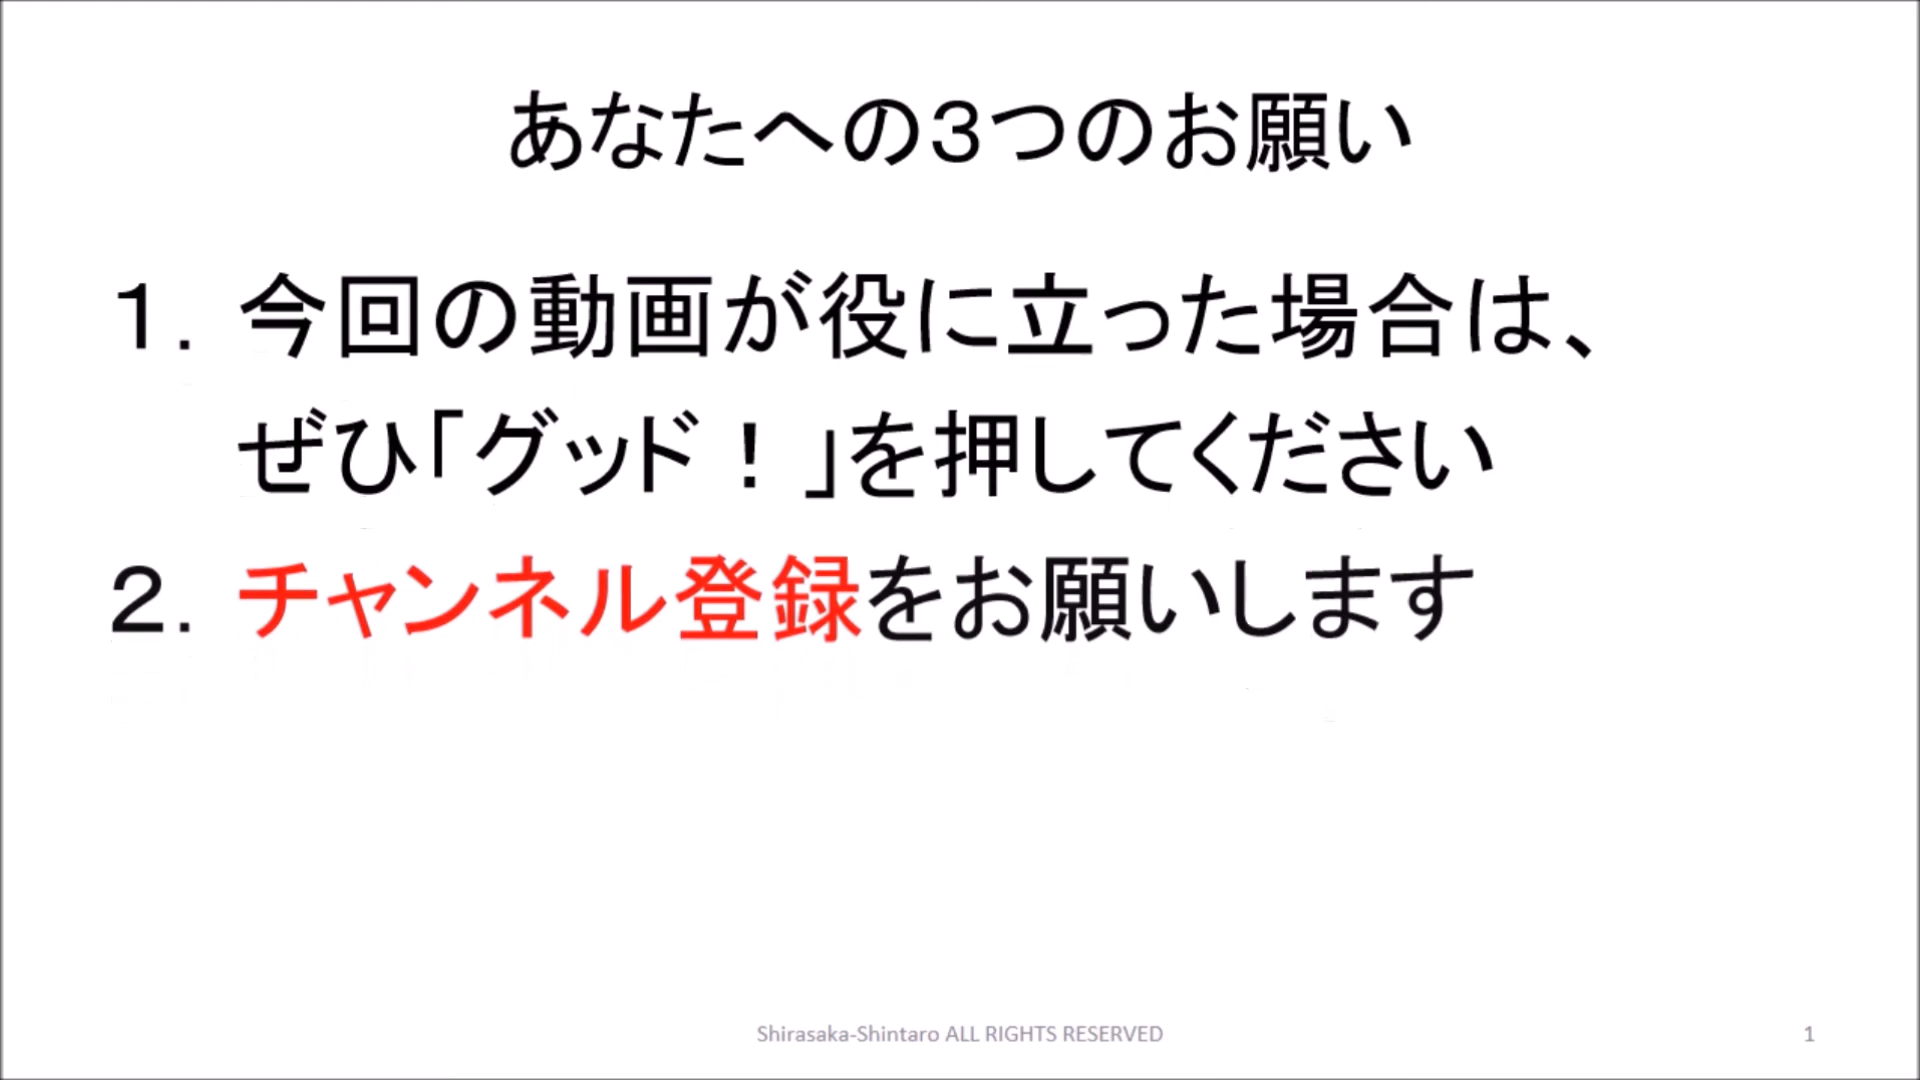 あなたへの３つのお願い
１. 今回の動画が役に立った場合は、
ぜひ「グッド！」を押してください
２. チャンネル登録をお願いします
Shirasaka-Shintaro ALL RIGHTS RESERVED
1